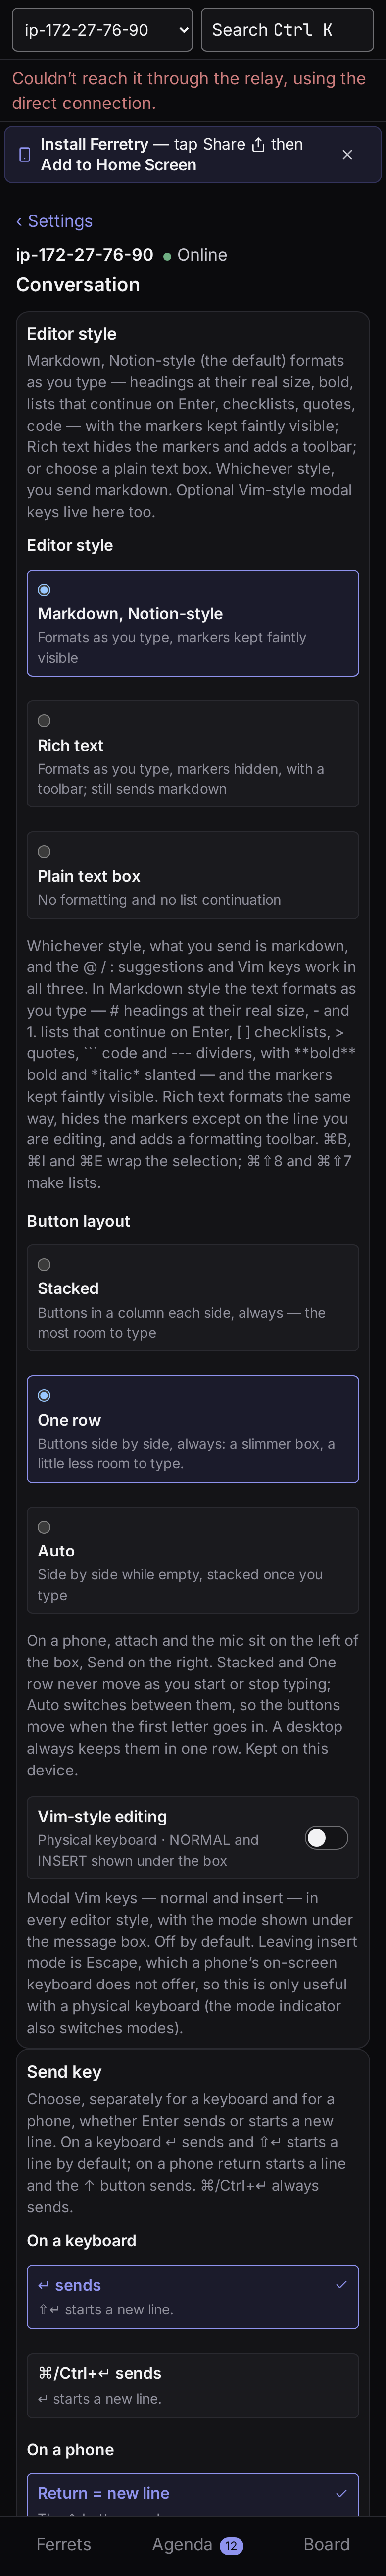 ip-172-27-76-90
Search Ctrl K
Couldn’t reach it through the relay, using the
direct connection.
Install Ferretry — tap Share then
Add to Home Screen
‹ Settings
ip-172-27-76-90 Online
Conversation
Editor style
Markdown, Notion-style (the default) formats
as you type — headings at their real size, bold,
lists that continue on Enter, checklists, quotes,
code — with the markers kept faintly visible;
Rich text hides the markers and adds a toolbar;
or choose a plain text box. Whichever style,
you send markdown. Optional Vim-style modal
keys live here too.
Editor style
Markdown, Notion-style
Formats as you type, markers kept faintly
visible
Rich text
Formats as you type, markers hidden, with a
toolbar; still sends markdown
Plain text box
No formatting and no list continuation
Whichever style, what you send is markdown,
and the @ / : suggestions and Vim keys work in
all three. In Markdown style the text formats as
you type — # headings at their real size, - and
1. lists that continue on Enter, [ ] checklists, >
quotes, ``` code and --- dividers, with **bold**
bold and *italic* slanted — and the markers
kept faintly visible. Rich text formats the same
way, hides the markers except on the line you
are editing, and adds a formatting toolbar. ⌘B,
⌘I and ⌘E wrap the selection; ⌘⇧8 and ⌘⇧7
make lists.
Button layout
Stacked
Buttons in a column each side, always — the
most room to type
One row
Buttons side by side, always: a slimmer box, a
little less room to type.
Auto
Side by side while empty, stacked once you
type
On a phone, attach and the mic sit on the left of
the box, Send on the right. Stacked and One
row never move as you start or stop typing;
Auto switches between them, so the buttons
move when the first letter goes in. A desktop
always keeps them in one row. Kept on this
device.
Vim-style editing
Physical keyboard · NORMAL and
INSERT shown under the box
Modal Vim keys — normal and insert — in
every editor style, with the mode shown under
the message box. Off by default. Leaving insert
mode is Escape, which a phone’s on-screen
keyboard does not offer, so this is only useful
with a physical keyboard (the mode indicator
also switches modes).
Send key
Choose, separately for a keyboard and for a
phone, whether Enter sends or starts a new
line. On a keyboard ↵ sends and ⇧↵ starts a
line by default; on a phone return starts a line
and the ↑ button sends. ⌘/Ctrl+↵ always
sends.
On a keyboard
↵ sends
⇧↵ starts a new line.
⌘/Ctrl+↵ sends
↵ starts a new line.
On a phone
Return = new line
Ferrets
Agenda 12
Board